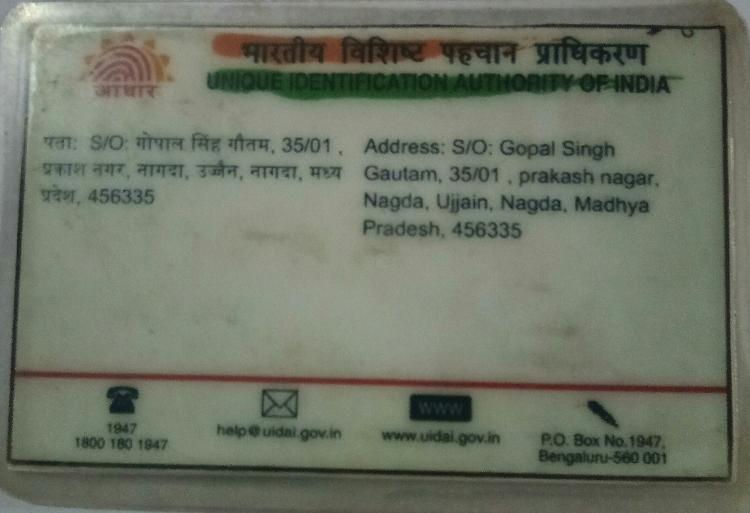 भारतीय विशिष्ट पहचान प्राधिकरण
आधार
UNIQUE IDENTIFICATION AUTHORITY OF INDIA
पता: S/O: गोपाल सिंह गौतम, 35/01 ,
प्रकाश नगर, नागदा, उज्जैन, नागदा, मध्य
प्रदेश, 456335
Address: S/O: Gopal Singh
Gautam, 35/01 , prakash nagar,
Nagda, Ujjain, Nagda, Madhya
Pradesh, 456335
1947
1800 180 1947
help@uidai.gov.in
www
www.uidai.gov.in
P.O. Box No.1947,
Bengaluru-560 001